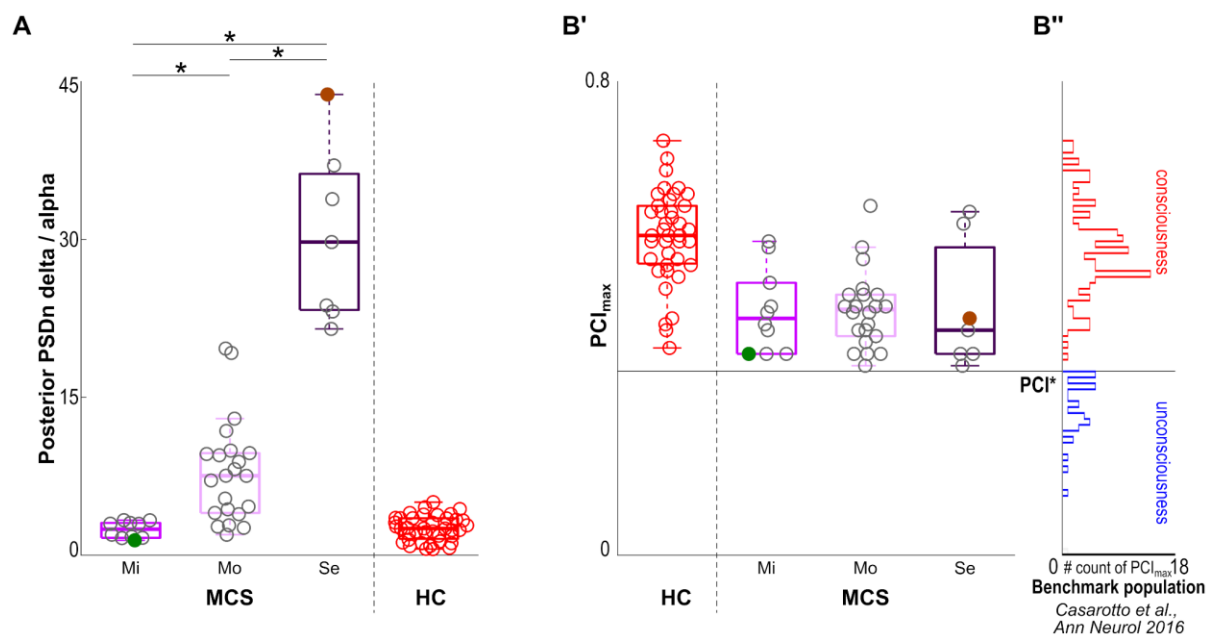 A
*
*
*
45
30
15
0
Posterior PSDn delta / alpha
Mi
Mo
Se
MCS
HC
B'
0.8
PCImax
0
HC
Mi
Mo
Se
MCS
B"
consciousness
PCI*
unconsciousness
0 # count of PCImax 18
Benchmark population
Casarotto et al.,
Ann Neurol 2016